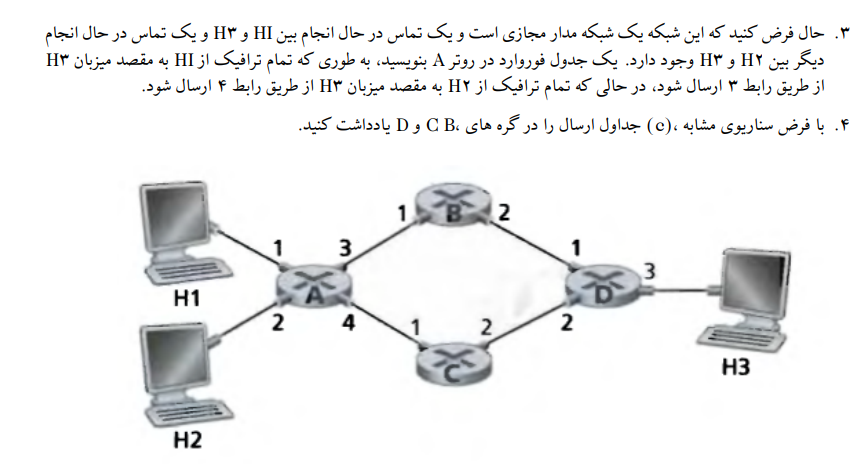 ۳. حال فرض کنید که این شبکه یک شبکه مدار مجازی است و یک تماس در حال انجام بین HI و H۳ و یک تماس در حال انجام
دیگر بین H۲ و H۳ وجود دارد. یک جدول فوروارد در روتر A بنویسید، به طوری که تمام ترافیک از HI به مقصد میزبان H۳
از طریق رابط ۳ ارسال شود، در حالی که تمام ترافیک از H۲ به مقصد میزبان H۳ از طریق رابط ۴ ارسال شود.
۴. با فرض سناریوی مشابه ،(c) جداول ارسال را در گره های C B، و D یادداشت کنید.
1 B 2
1 3 1 3
H1 A D
2 4 1 2 2
C H3
H2